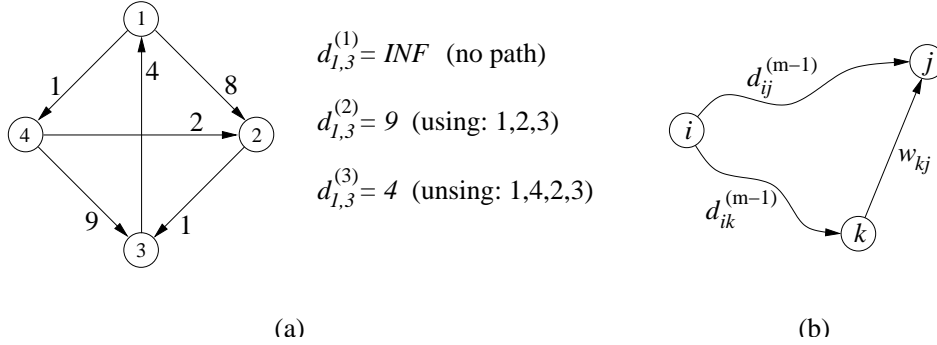 1
1
4
8
d_{1,3}^{(1)} = INF (no path)
d_{ij}^{(m−1)}
j
4
2
2
d_{1,3}^{(2)} = 9 (using: 1,2,3)
i
w_{kj}
d_{1,3}^{(3)} = 4 (unsing: 1,4,2,3)
9
1
3
d_{ik}^{(m−1)}
k
(a)
(b)